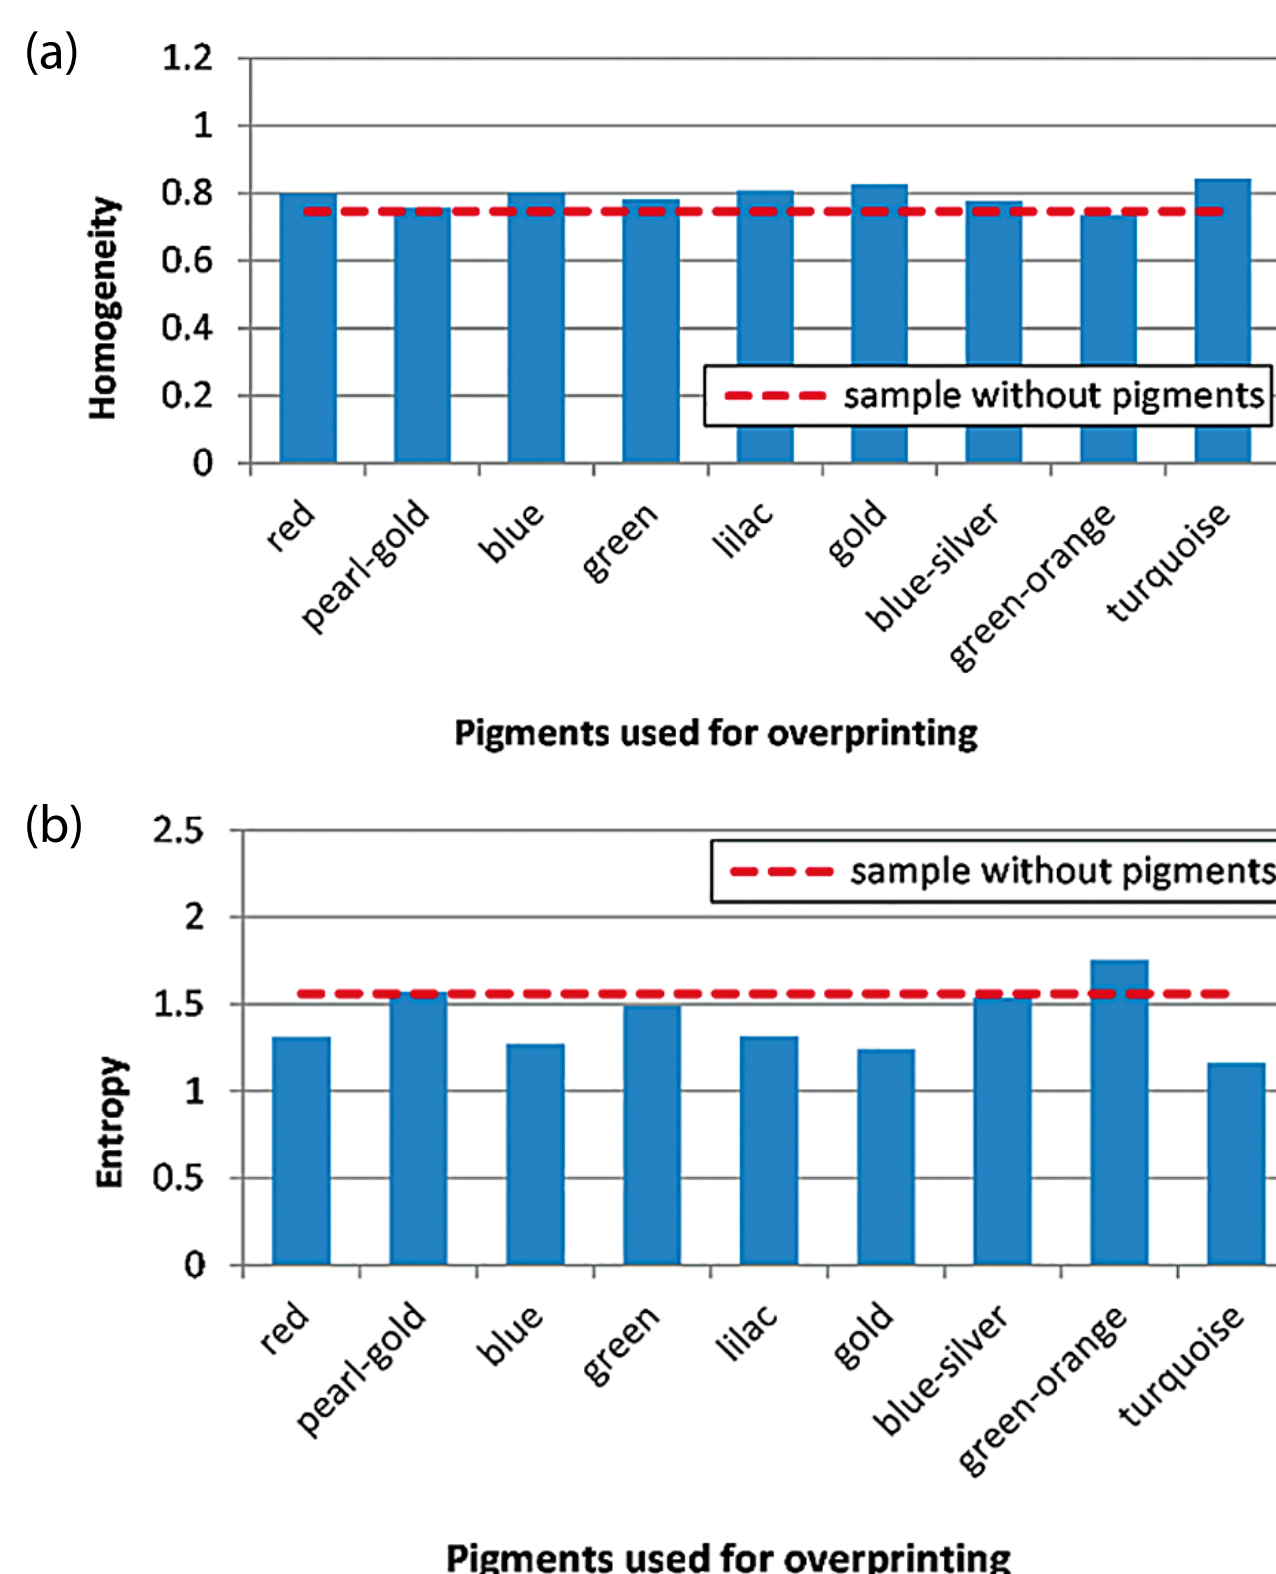 (a)
1.2
1
0.8
0.6
0.4
0.2
0
Homogeneity
sample without pigments
red
pearl-gold
blue
green
lilac
gold
blue-silver
green-orange
turquoise
Pigments used for overprinting
(b)
2.5
2
1.5
1
0.5
0
Entropy
sample without pigments
red
pearl-gold
blue
green
lilac
gold
blue-silver
green-orange
turquoise
Pigments used for overprinting